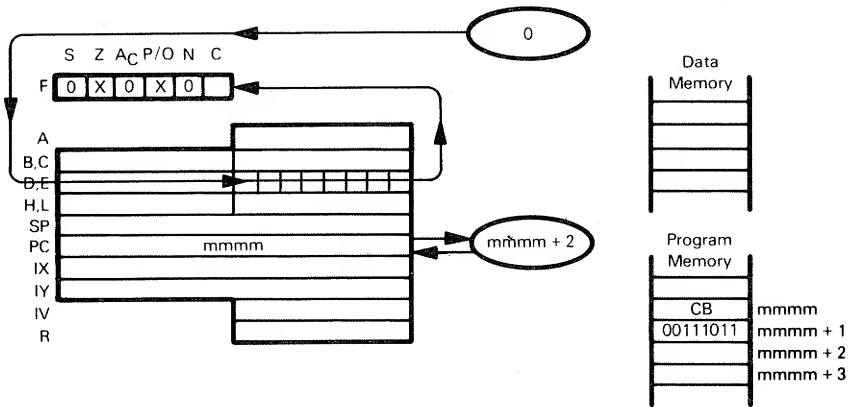 0
S Z AC P/O N C
F 0 X 0 X 0
A
B,C
D,E
H,L
SP
PC mmmm mmmm + 2
IX
IY
IV
R
Data
Memory
Program
Memory
CB mmmm
00111011 mmmm + 1
mmmm + 2
mmmm + 3